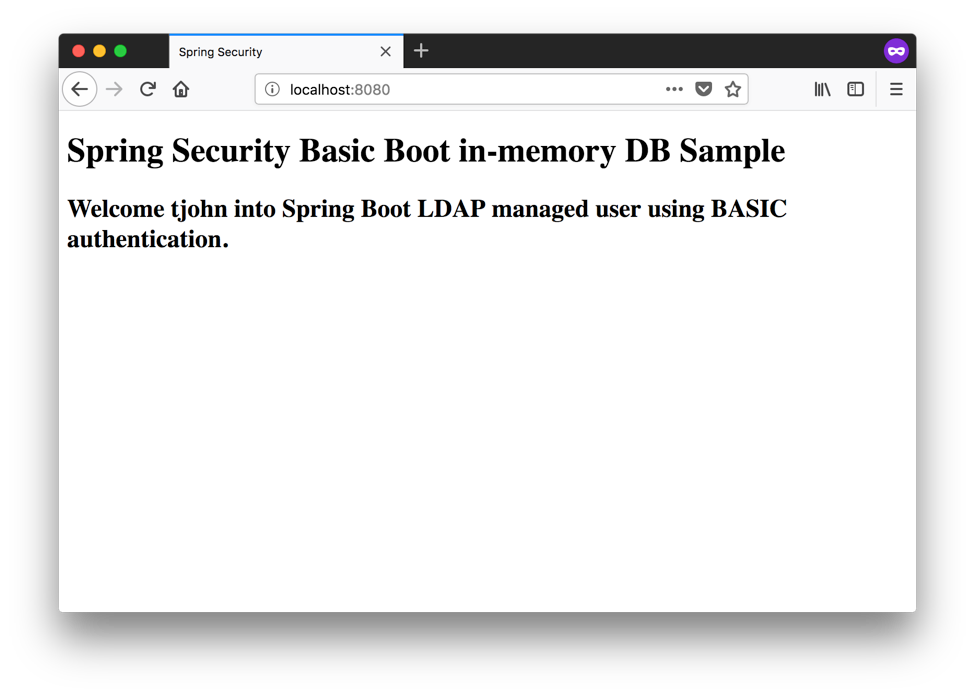 Spring Security
localhost:8080
Spring Security Basic Boot in-memory DB Sample
Welcome tjohn into Spring Boot LDAP managed user using BASIC
authentication.